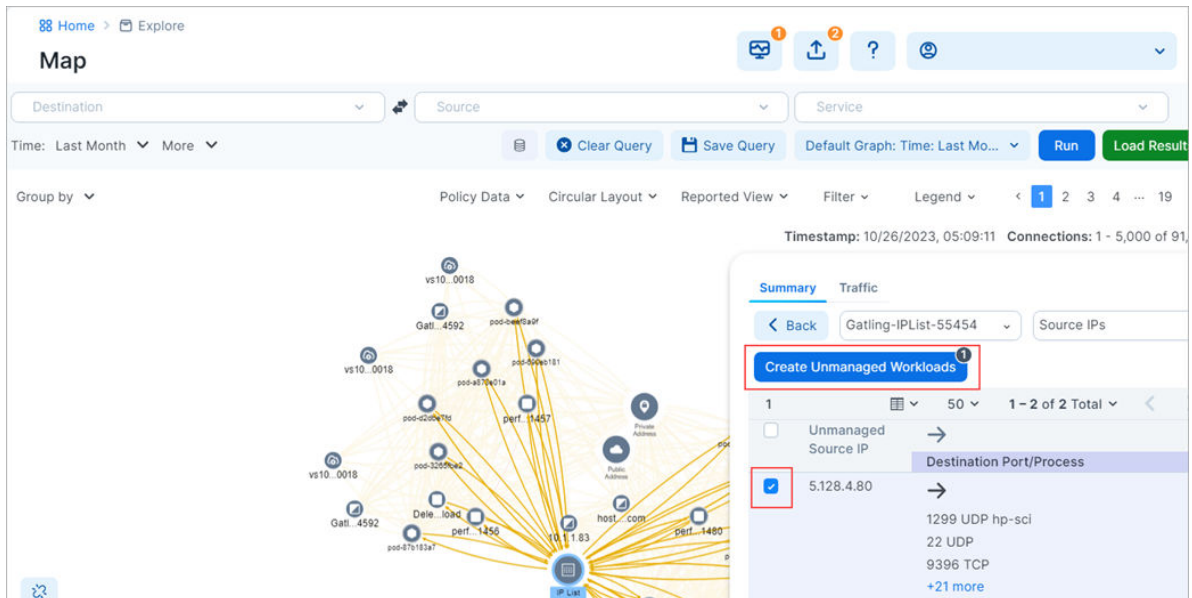 Home > Explore
Map
1
2
?
Destination
Source
Service
Time: Last Month More
Clear Query
Save Query
Default Graph: Time: Last Mo...
Run
Load Result
Group by
Policy Data
Circular Layout
Reported View
Filter
Legend
< 1 2 3 4 ... 19
Timestamp: 10/26/2023, 05:09:11 Connections: 1 - 5,000 of 91,
Summary
Traffic
Back
Gatling-IPList-55454
Source IPs
Create Unmanaged Workloads
1
1
50
1 – 2 of 2 Total
Unmanaged
Source IP
Destination Port/Process
5.128.4.80
1299 UDP hp-sci
22 UDP
9396 TCP
+21 more
vs10...0018
Gatl...4592
pod-beef8a9f
vs10...0018
pod-690eb181
pod-a870e01a
pod-d2dbe7fd
perf...1457
Private
Address
pod-3265fbe2
Public
Address
vs10...0018
Gatl...4592
Dele...load
perf...1456
10.1.1.83
host...com
perf...1480
pod-87b183a7
IP List